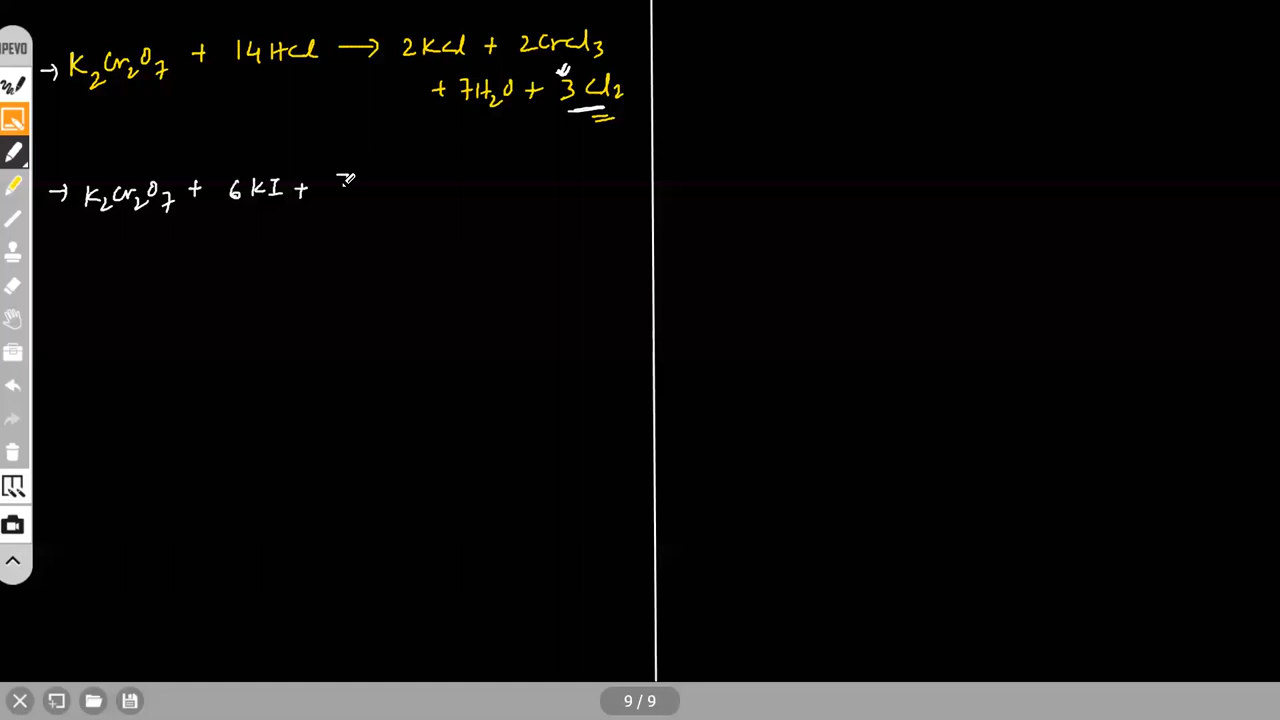 IPEVO
→ K₂Cr₂O₇ + 14HCl → 2KCl + 2CrCl₃
+ 7H₂O + 3Cl₂
→ K₂Cr₂O₇ + 6KI +
9 / 9